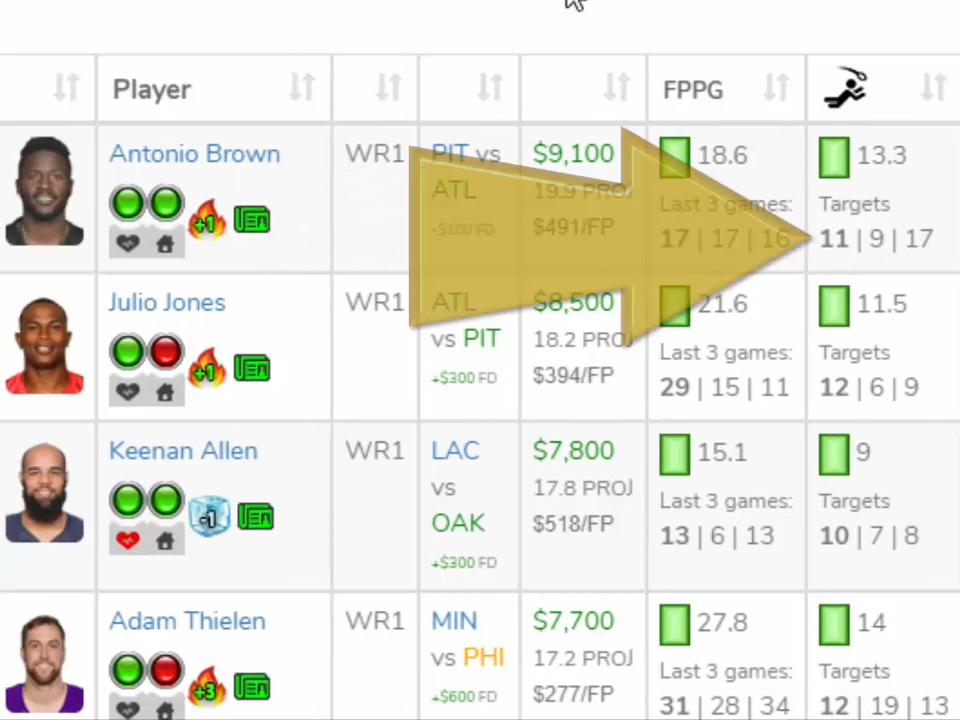 Player FPPG
Antonio Brown WR1 PIT vs $9,100 18.6 13.3
ATL 19.9 PROJ Last 3 games: Targets
+1 -$100 FD $491/FP 17 | 17 | 16 11 | 9 | 17
Julio Jones WR1 ATL $8,500 21.6 11.5
vs PIT 18.2 PROJ Last 3 games: Targets
+1 +$300 FD $394/FP 29 | 15 | 11 12 | 6 | 9
Keenan Allen WR1 LAC $7,800 15.1 9
vs 17.8 PROJ Last 3 games: Targets
-1 OAK $518/FP 13 | 6 | 13 10 | 7 | 8
+$300 FD
Adam Thielen WR1 MIN $7,700 27.8 14
vs PHI 17.2 PROJ Last 3 games: Targets
+3 +$600 FD $277/FP 31 | 28 | 34 12 | 19 | 13